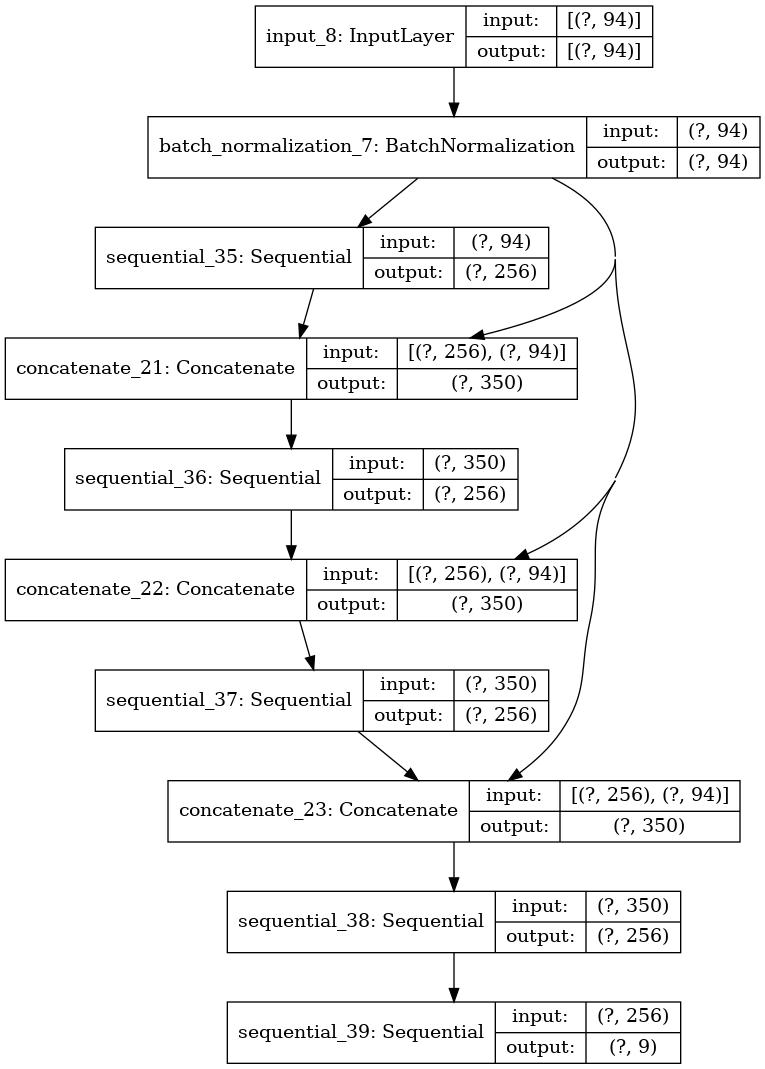 input_8: InputLayer
input: [(?, 94)]
output: [(?, 94)]
batch_normalization_7: BatchNormalization
input: (?, 94)
output: (?, 94)
sequential_35: Sequential
input: (?, 94)
output: (?, 256)
concatenate_21: Concatenate
input: [(?, 256), (?, 94)]
output: (?, 350)
sequential_36: Sequential
input: (?, 350)
output: (?, 256)
concatenate_22: Concatenate
input: [(?, 256), (?, 94)]
output: (?, 350)
sequential_37: Sequential
input: (?, 350)
output: (?, 256)
concatenate_23: Concatenate
input: [(?, 256), (?, 94)]
output: (?, 350)
sequential_38: Sequential
input: (?, 350)
output: (?, 256)
sequential_39: Sequential
input: (?, 256)
output: (?, 9)